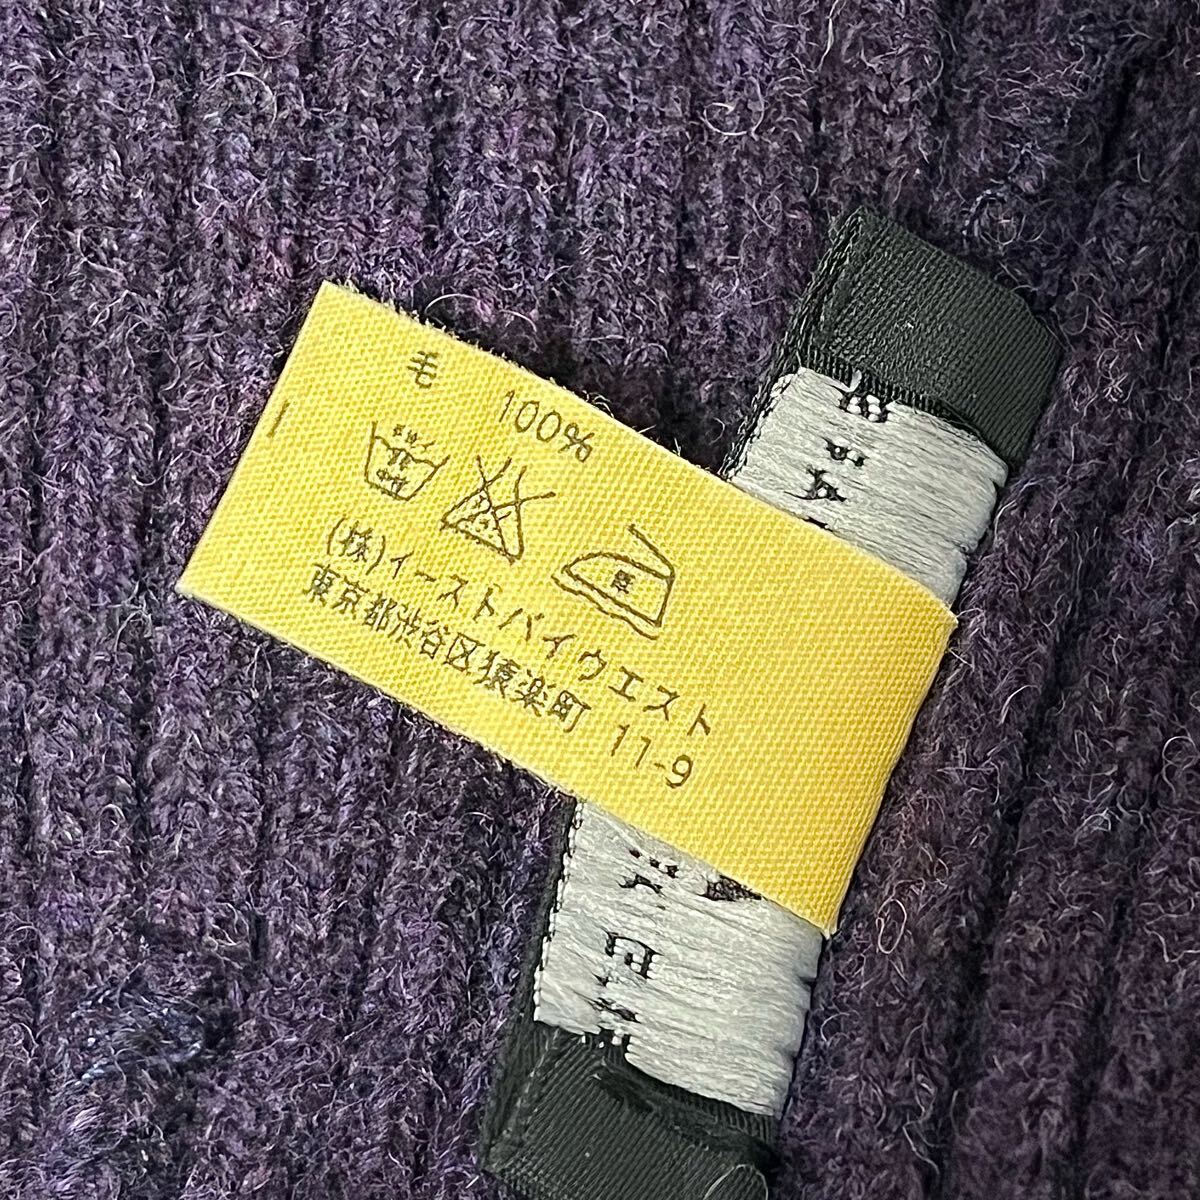 毛 100%
(株)イーストバイウエスト
東京都渋谷区猿楽町 11-9